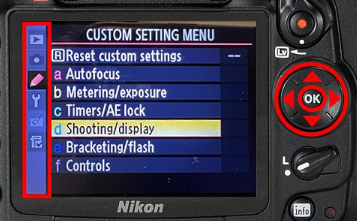 CUSTOM SETTING MENU
R Reset custom settings --
a Autofocus
b Metering/exposure
c Timers/AE lock
d Shooting/display
e Bracketing/flash
f Controls
Lv
OK
L
Nikon
info